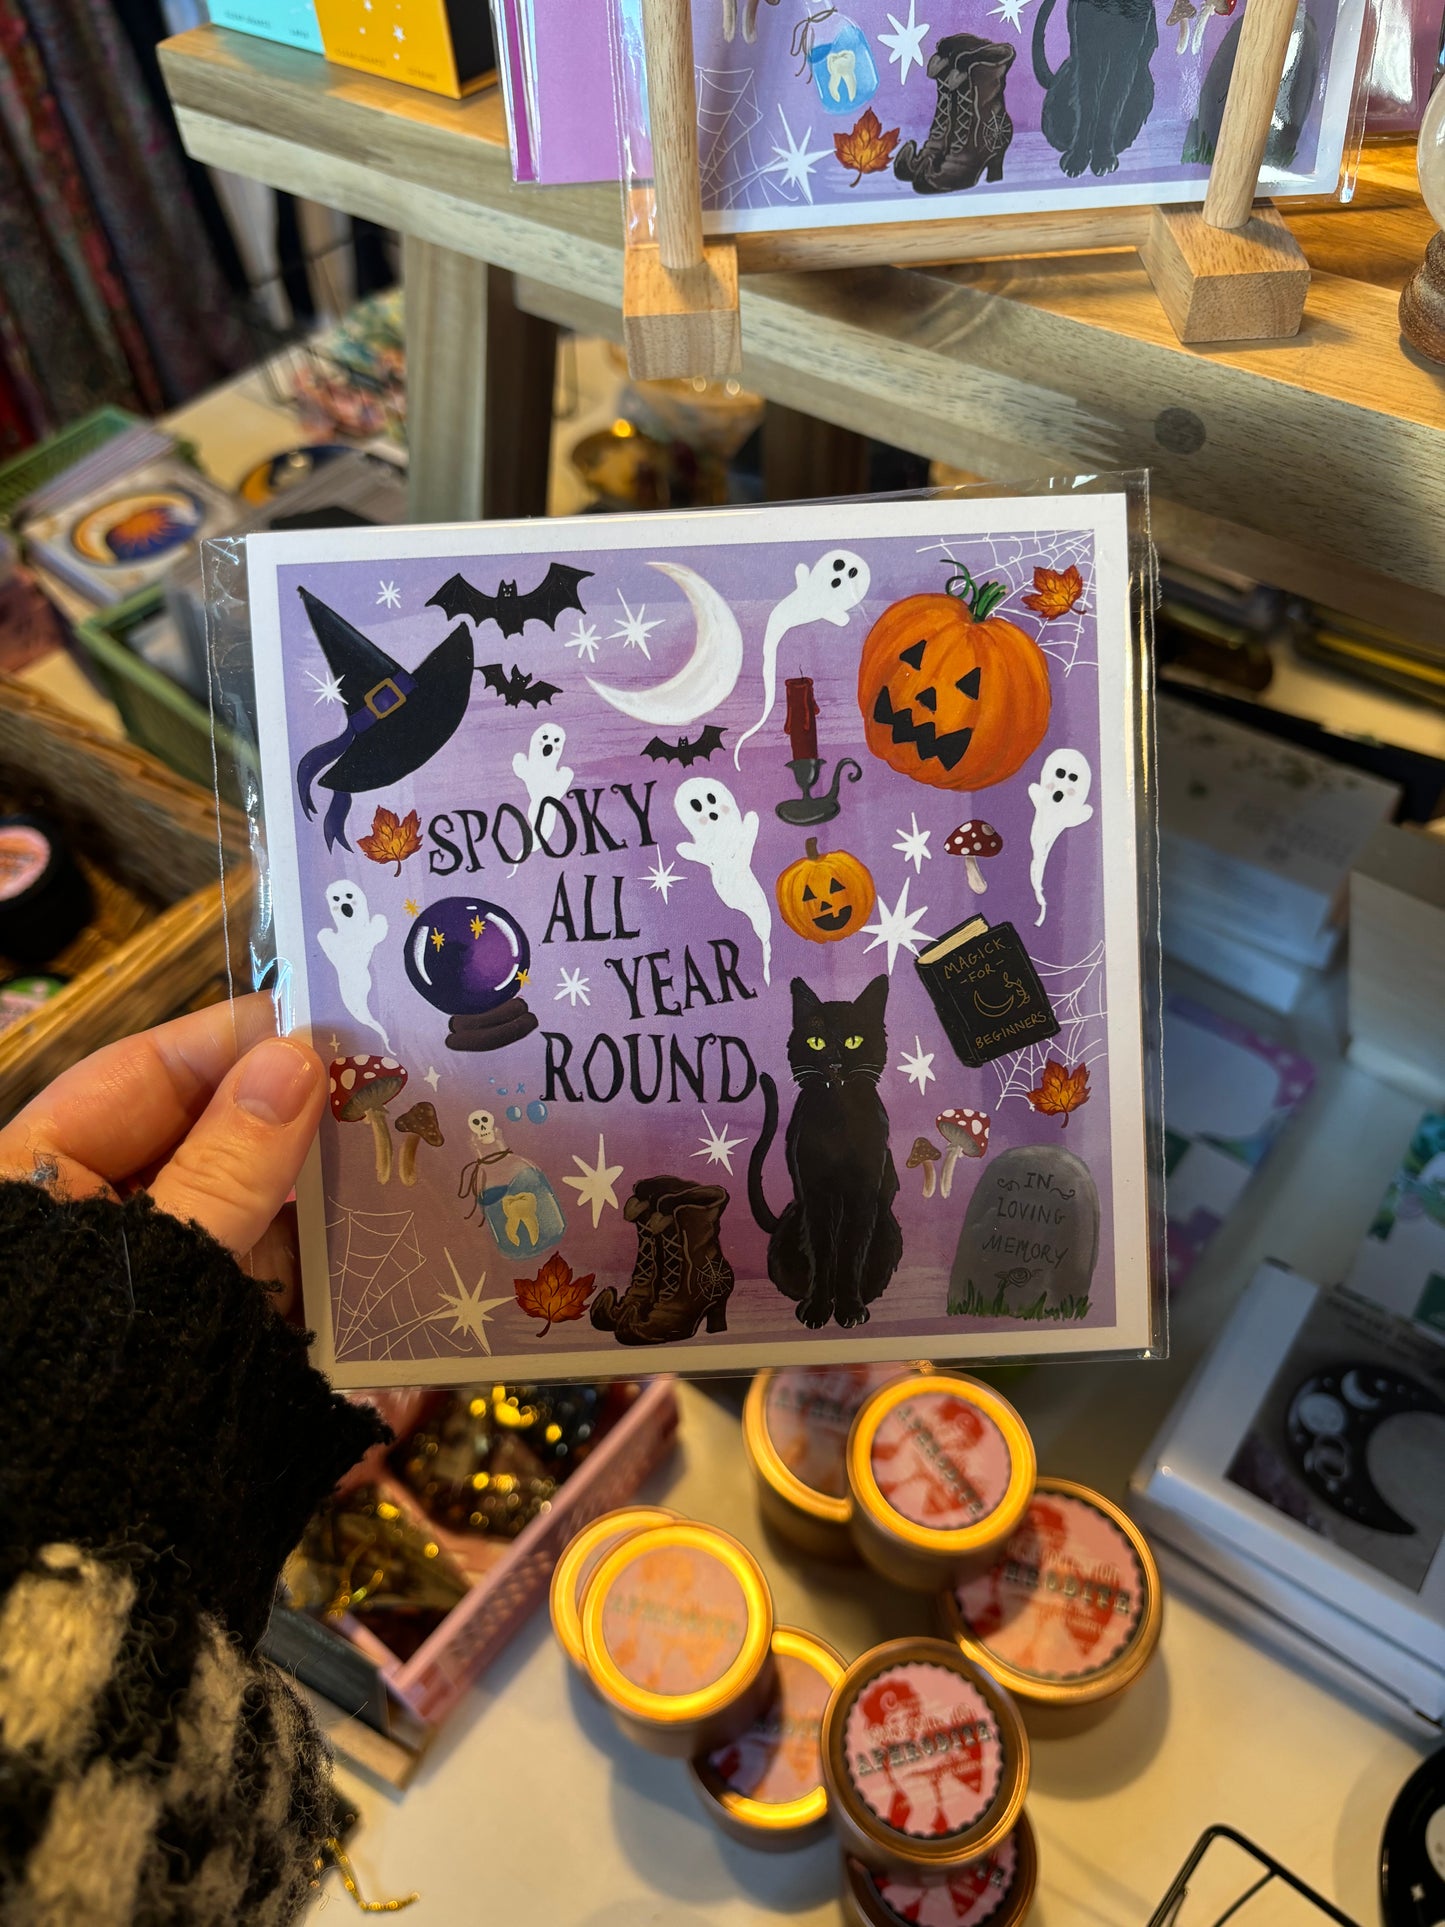 SPOOKY
ALL
YEAR
ROUND
MAGICK
-FOR-
BEGINNERS
IN
LOVING
MEMORY
APHRODITE